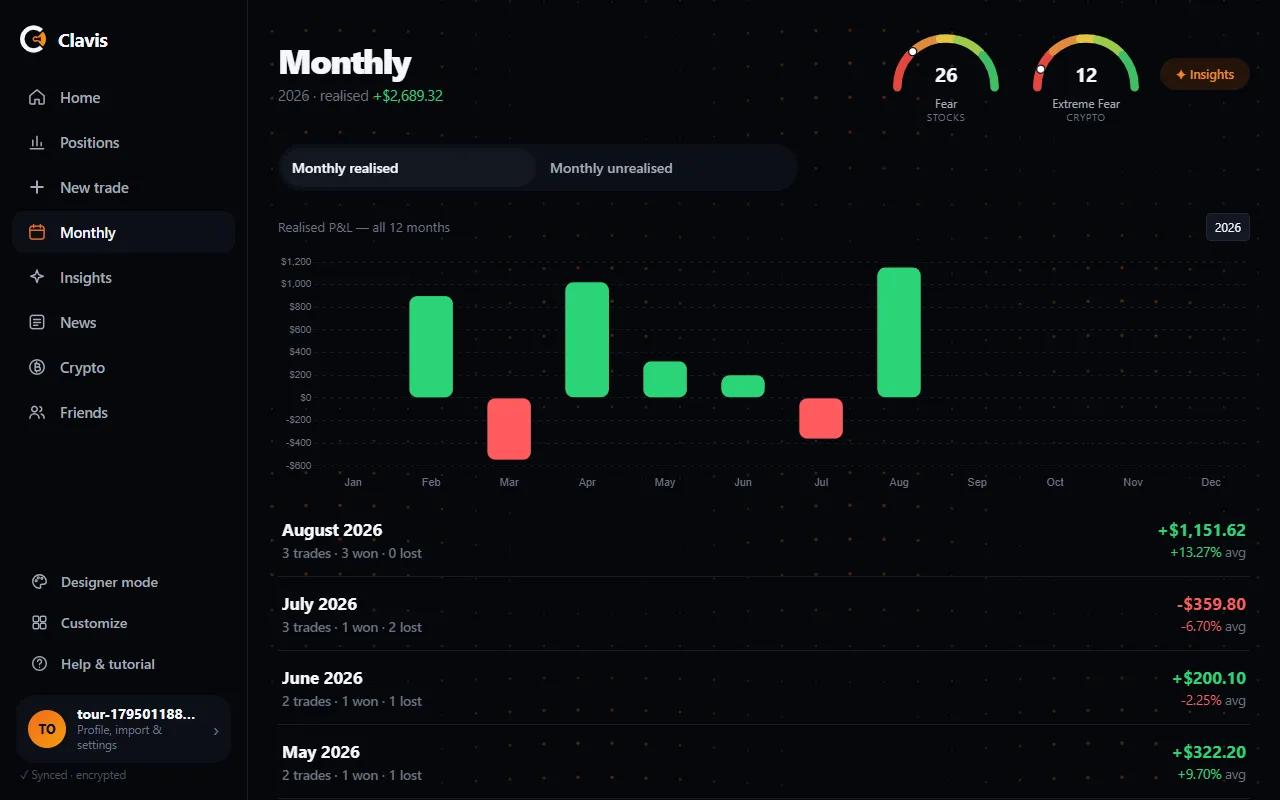 Clavis
Home
Positions
New trade
Monthly
Insights
News
Crypto
Friends
Designer mode
Customize
Help & tutorial
TO
tour-179501188...
Profile, import &
settings
✓ Synced · encrypted
Monthly
2026 · realised +$2,689.32
26
Fear
STOCKS
12
Extreme Fear
CRYPTO
✦ Insights
Monthly realised
Monthly unrealised
Realised P&L — all 12 months
2026
$1,200
$1,000
$800
$600
$400
$200
$0
-$200
-$400
-$600
Jan Feb Mar Apr May Jun Jul Aug Sep Oct Nov Dec
August 2026
+$1,151.62
3 trades · 3 won · 0 lost
+13.27% avg
July 2026
-$359.80
3 trades · 1 won · 2 lost
-6.70% avg
June 2026
+$200.10
2 trades · 1 won · 1 lost
-2.25% avg
May 2026
+$322.20
2 trades · 1 won · 1 lost
+9.70% avg